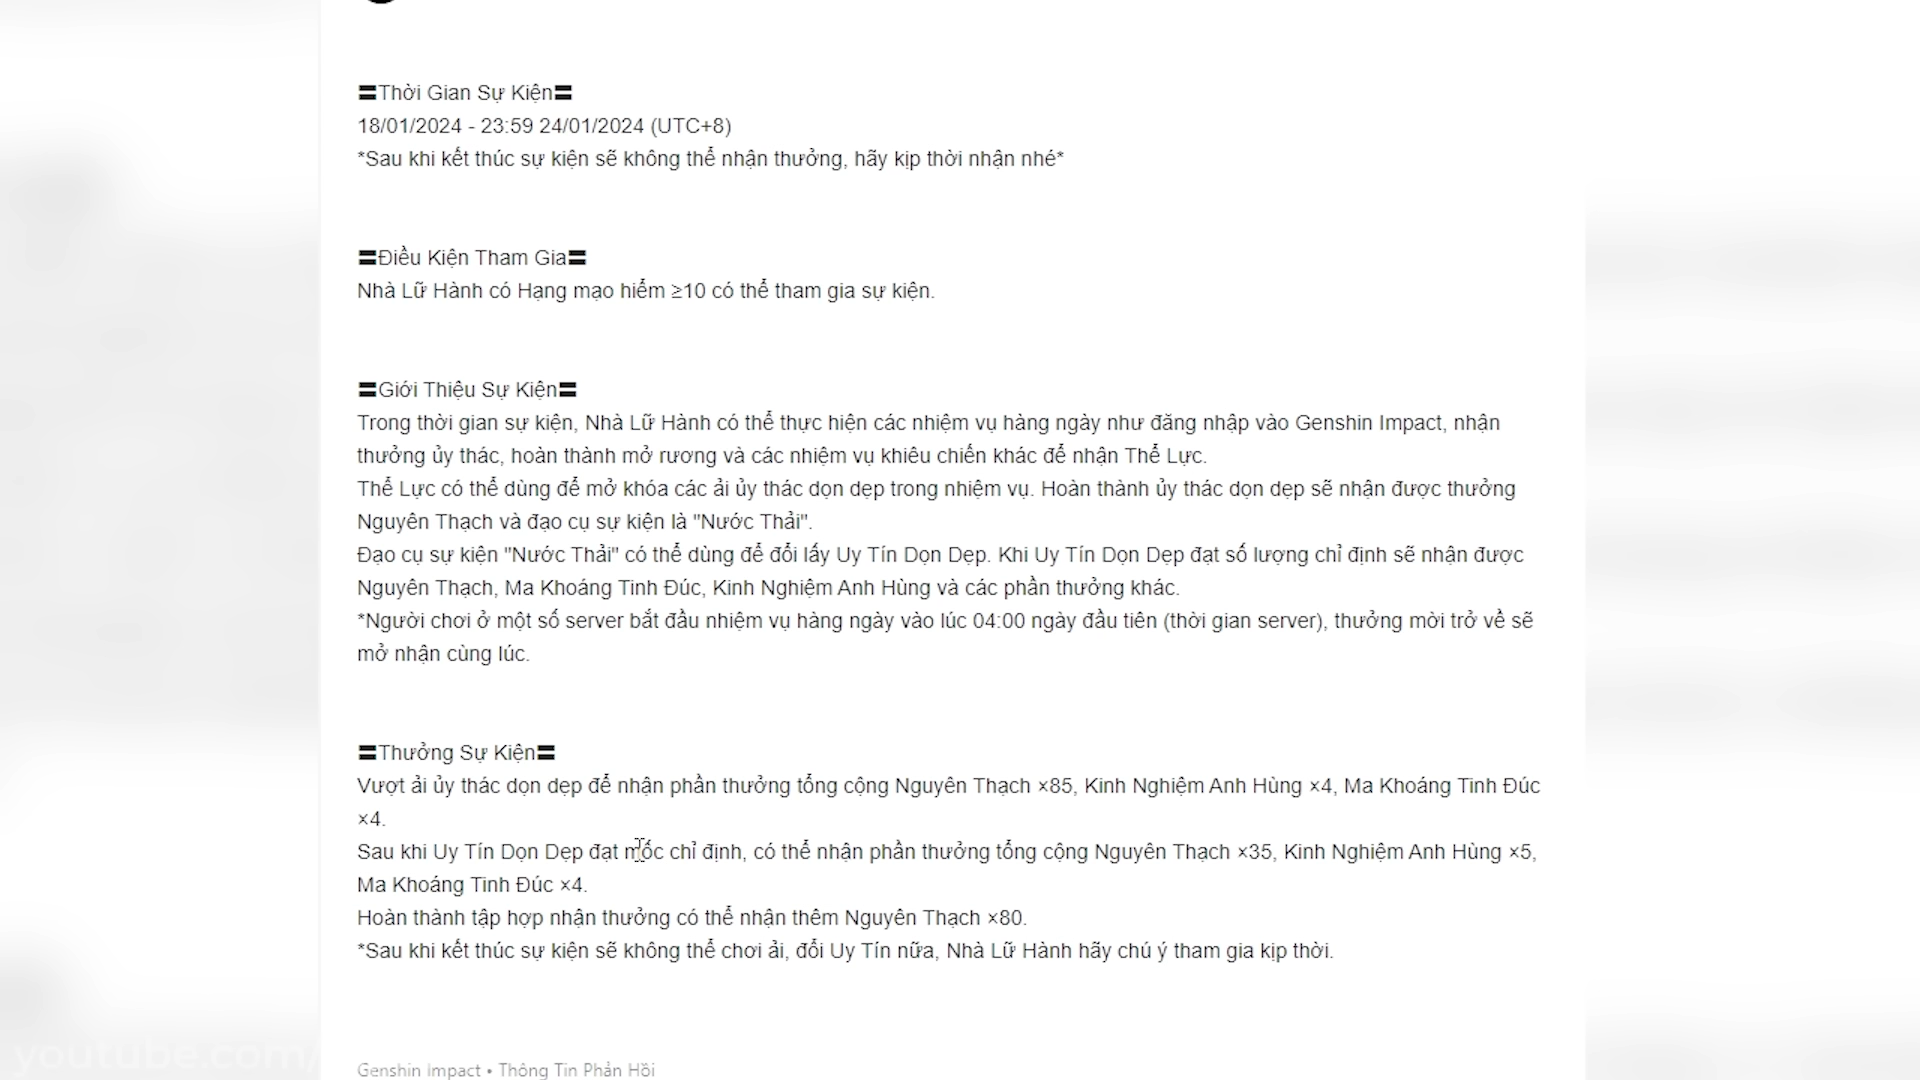 〓Thời Gian Sự Kiện〓
18/01/2024 - 23:59 24/01/2024 (UTC+8)
*Sau khi kết thúc sự kiện sẽ không thể nhận thưởng, hãy kịp thời nhận nhé*
〓Điều Kiện Tham Gia〓
Nhà Lữ Hành có Hạng mạo hiểm ≥10 có thể tham gia sự kiện.
〓Giới Thiệu Sự Kiện〓
Trong thời gian sự kiện, Nhà Lữ Hành có thể thực hiện các nhiệm vụ hàng ngày như đăng nhập vào Genshin Impact, nhận
thưởng ủy thác, hoàn thành mở rương và các nhiệm vụ khiêu chiến khác để nhận Thể Lực.
Thể Lực có thể dùng để mở khóa các ải ủy thác dọn dẹp trong nhiệm vụ. Hoàn thành ủy thác dọn dẹp sẽ nhận được thưởng
Nguyên Thạch và đạo cụ sự kiện là "Nước Thải".
Đạo cụ sự kiện "Nước Thải" có thể dùng để đổi lấy Uy Tín Dọn Dẹp. Khi Uy Tín Dọn Dẹp đạt số lượng chỉ định sẽ nhận được
Nguyên Thạch, Ma Khoáng Tinh Đúc, Kinh Nghiệm Anh Hùng và các phần thưởng khác.
*Người chơi ở một số server bắt đầu nhiệm vụ hàng ngày vào lúc 04:00 ngày đầu tiên (thời gian server), thưởng mời trở về sẽ
mở nhận cùng lúc.
〓Thưởng Sự Kiện〓
Vượt ải ủy thác dọn dẹp để nhận phần thưởng tổng cộng Nguyên Thạch ×85, Kinh Nghiệm Anh Hùng ×4, Ma Khoáng Tinh Đúc
×4.
Sau khi Uy Tín Dọn Dẹp đạt mốc chỉ định, có thể nhận phần thưởng tổng cộng Nguyên Thạch ×35, Kinh Nghiệm Anh Hùng ×5,
Ma Khoáng Tinh Đúc ×4.
Hoàn thành tập hợp nhận thưởng có thể nhận thêm Nguyên Thạch ×80.
*Sau khi kết thúc sự kiện sẽ không thể chơi ải, đổi Uy Tín nữa, Nhà Lữ Hành hãy chú ý tham gia kịp thời.
youtube.com/
Genshin Impact • Thông Tin Phản Hồi